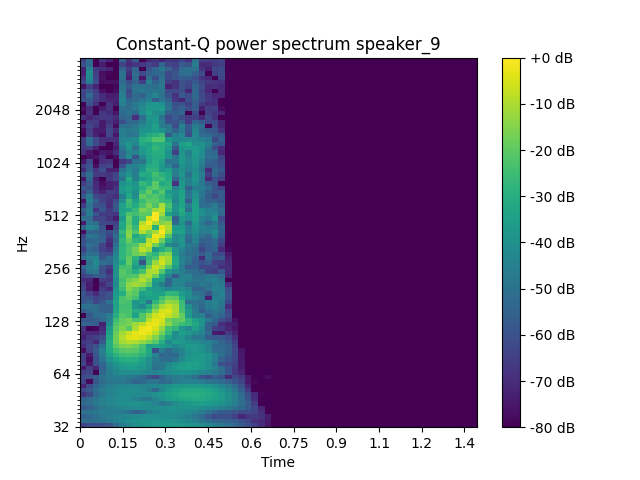 Constant-Q power spectrum speaker_9
Hz
2048
1024
512
256
128
64
32
0 0.15 0.3 0.45 0.6 0.75 0.9 1.1 1.2 1.4
Time
+0 dB
-10 dB
-20 dB
-30 dB
-40 dB
-50 dB
-60 dB
-70 dB
-80 dB